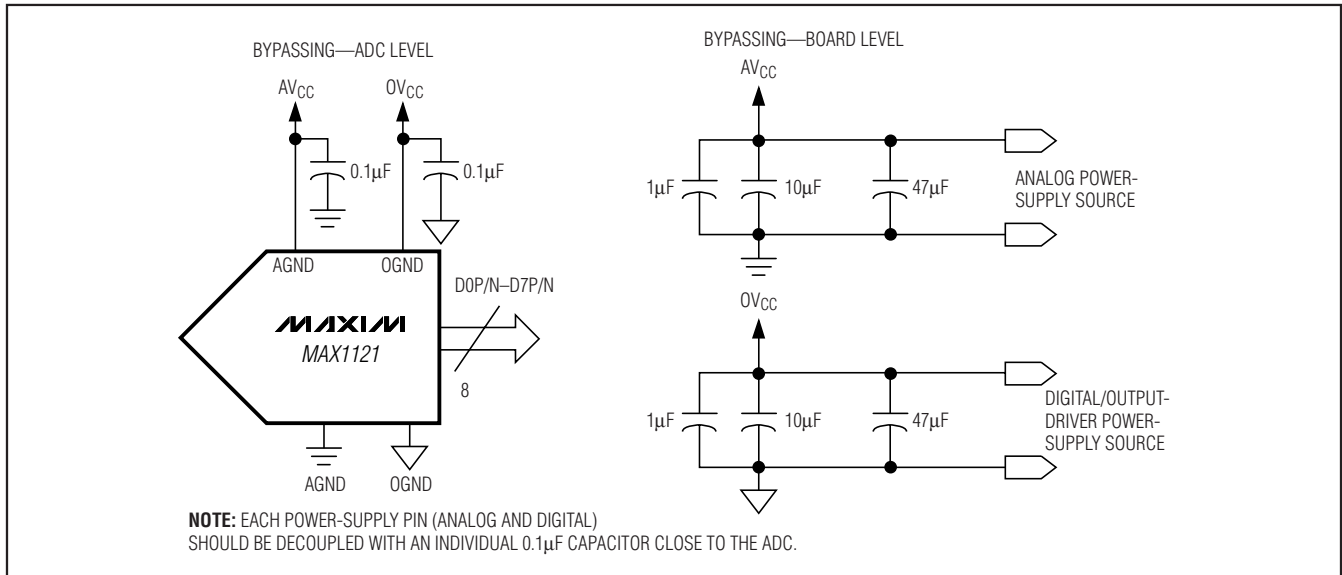 BYPASSING—ADC LEVEL
AVCC
OVCC
0.1µF
0.1µF
AGND
OGND
D0P/N–D7P/N
MAXIM
MAX1121
8
AGND
OGND
BYPASSING—BOARD LEVEL
AVCC
1µF
10µF
47µF
ANALOG POWER-
SUPPLY SOURCE
OVCC
1µF
10µF
47µF
DIGITAL/OUTPUT-
DRIVER POWER-
SUPPLY SOURCE
NOTE: EACH POWER-SUPPLY PIN (ANALOG AND DIGITAL)
SHOULD BE DECOUPLED WITH AN INDIVIDUAL 0.1µF CAPACITOR CLOSE TO THE ADC.